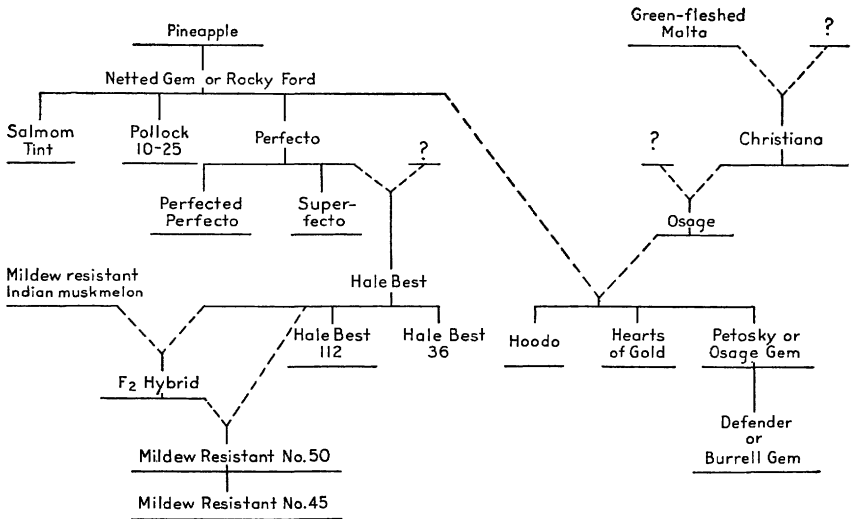 Pineapple
Green-fleshed
Malta
?
Netted Gem or Rocky Ford
Salmom
Tint
Pollock
10-25
Perfecto
?
?
Christiana
Perfected
Perfecto
Super-
fecto
Osage
Mildew resistant
Indian muskmelon
Hale Best
Hale Best
112
Hale Best
36
Hoodo
Hearts
of Gold
Petosky or
Osage Gem
F2 Hybrid
Defender
or
Burrell Gem
Mildew Resistant No.50
Mildew Resistant No.45